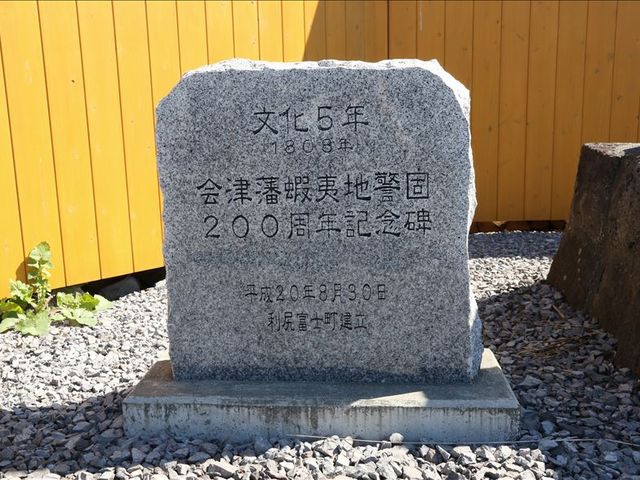 文化5年
1808年
会津藩蝦夷地警固
200周年記念碑
平成20年8月30日
利尻富士町建立